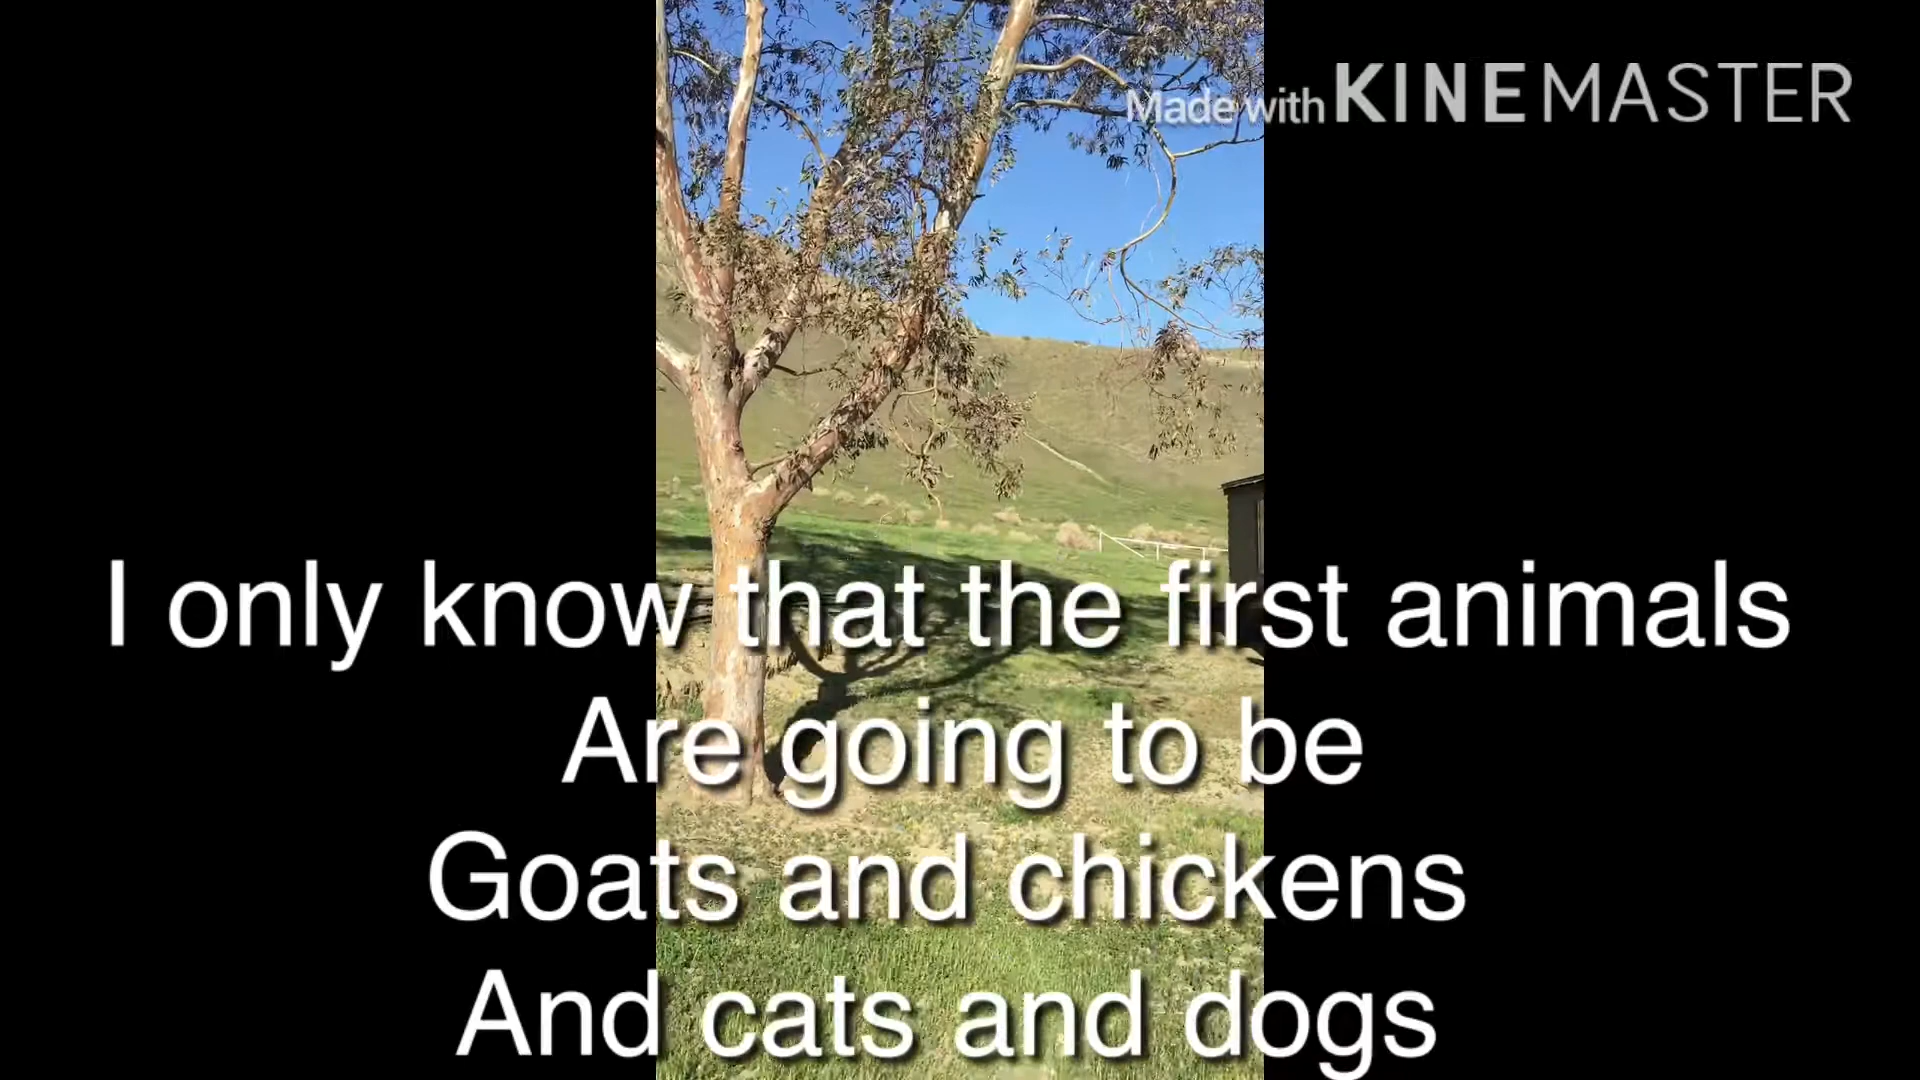 Made with KINEMASTER
I only know that the first animals
Are going to be
Goats and chickens
And cats and dogs